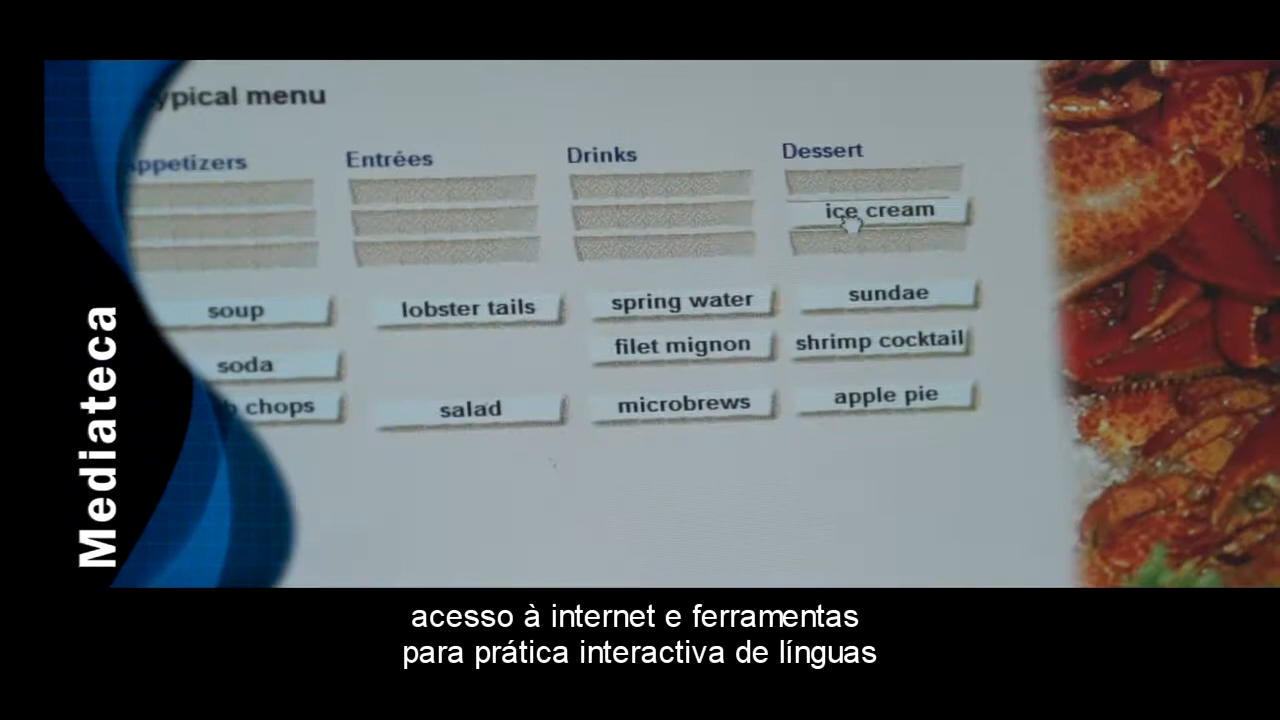 ypical menu
ppetizers Entrées Drinks Dessert
ice cream
soup lobster tails spring water sundae
soda filet mignon shrimp cocktail
chops salad microbrews apple pie
Mediateca
acesso à internet e ferramentas
para prática interactiva de línguas